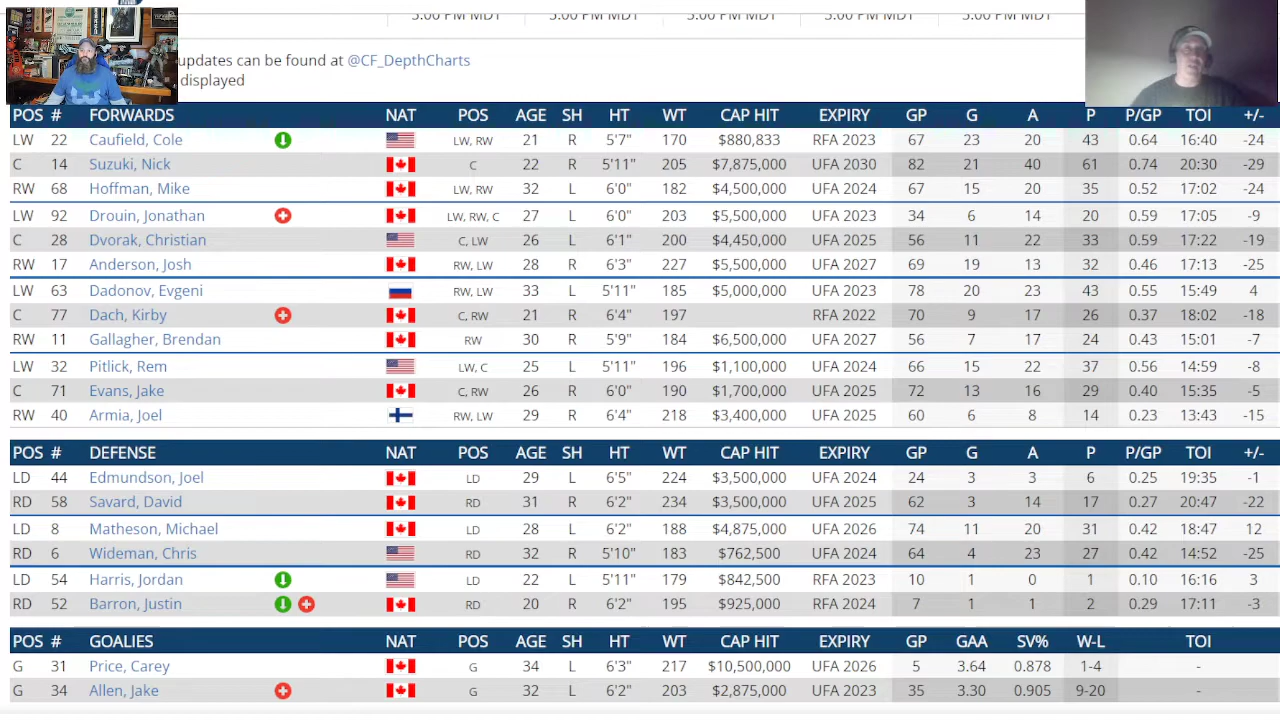 5:00 PM MDT 5:00 PM MDT 5:00 PM MDT 5:00 PM MDT 5:00 PM MDT
updates can be found at @CF_DepthCharts
displayed
POS # FORWARDS NAT POS AGE SH HT WT CAP HIT EXPIRY GP G A P P/GP TOI +/-
LW 22 Caufield, Cole LW, RW 21 R 5'7" 170 $880,833 RFA 2023 67 23 20 43 0.64 16:40 -24
C 14 Suzuki, Nick C 22 R 5'11" 205 $7,875,000 UFA 2030 82 21 40 61 0.74 20:30 -29
RW 68 Hoffman, Mike LW, RW 32 L 6'0" 182 $4,500,000 UFA 2024 67 15 20 35 0.52 17:02 -24
LW 92 Drouin, Jonathan LW, RW, C 27 L 6'0" 203 $5,500,000 UFA 2023 34 6 14 20 0.59 17:05 -9
C 28 Dvorak, Christian C, LW 26 L 6'1" 200 $4,450,000 UFA 2025 56 11 22 33 0.59 17:22 -19
RW 17 Anderson, Josh RW, LW 28 R 6'3" 227 $5,500,000 UFA 2027 69 19 13 32 0.46 17:13 -25
LW 63 Dadonov, Evgeni RW, LW 33 L 5'11" 185 $5,000,000 UFA 2023 78 20 23 43 0.55 15:49 4
C 77 Dach, Kirby C, RW 21 R 6'4" 197 RFA 2022 70 9 17 26 0.37 18:02 -18
RW 11 Gallagher, Brendan RW 30 R 5'9" 184 $6,500,000 UFA 2027 56 7 17 24 0.43 15:01 -7
LW 32 Pitlick, Rem LW, C 25 L 5'11" 196 $1,100,000 UFA 2024 66 15 22 37 0.56 14:59 -8
C 71 Evans, Jake C, RW 26 R 6'0" 190 $1,700,000 UFA 2025 72 13 16 29 0.40 15:35 -5
RW 40 Armia, Joel RW, LW 29 R 6'4" 218 $3,400,000 UFA 2025 60 6 8 14 0.23 13:43 -15
POS # DEFENSE NAT POS AGE SH HT WT CAP HIT EXPIRY GP G A P P/GP TOI +/-
LD 44 Edmundson, Joel LD 29 L 6'5" 224 $3,500,000 UFA 2024 24 3 3 6 0.25 19:35 -1
RD 58 Savard, David RD 31 R 6'2" 234 $3,500,000 UFA 2025 62 3 14 17 0.27 20:47 -22
LD 8 Matheson, Michael LD 28 L 6'2" 188 $4,875,000 UFA 2026 74 11 20 31 0.42 18:47 12
RD 6 Wideman, Chris RD 32 R 5'10" 183 $762,500 UFA 2024 64 4 23 27 0.42 14:52 -25
LD 54 Harris, Jordan LD 22 L 5'11" 179 $842,500 RFA 2023 10 1 0 1 0.10 16:16 3
RD 52 Barron, Justin RD 20 R 6'2" 195 $925,000 RFA 2024 7 1 1 2 0.29 17:11 -3
POS # GOALIES NAT POS AGE SH HT WT CAP HIT EXPIRY GP GAA SV% W-L TOI
G 31 Price, Carey G 34 L 6'3" 217 $10,500,000 UFA 2026 5 3.64 0.878 1-4 -
G 34 Allen, Jake G 32 L 6'2" 203 $2,875,000 UFA 2023 35 3.30 0.905 9-20 -